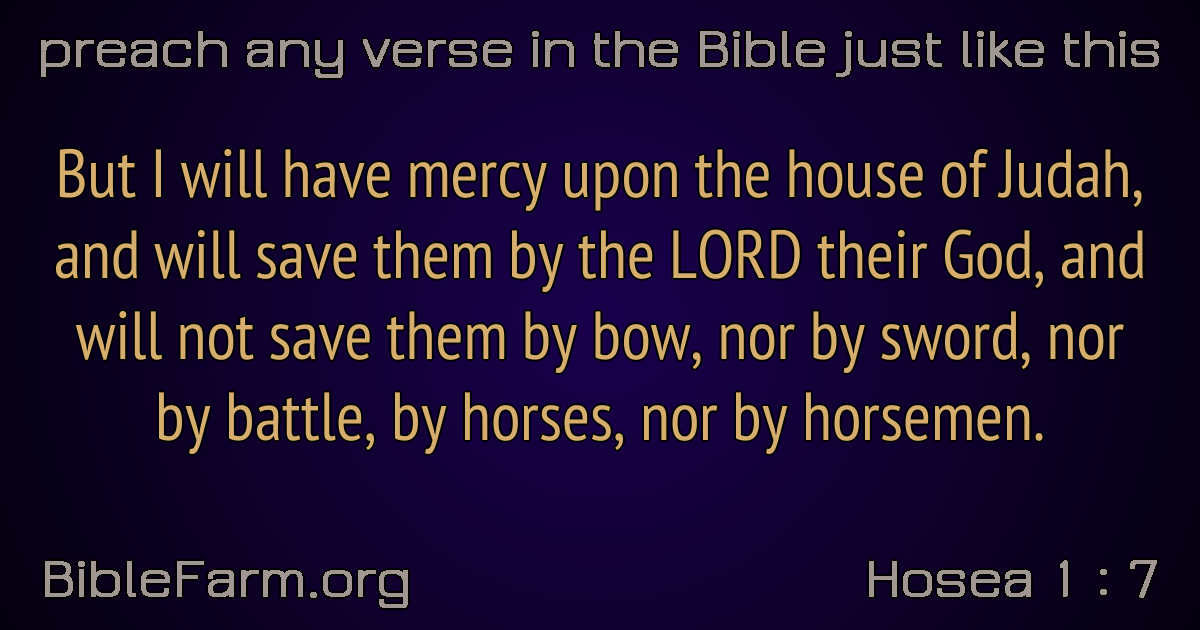 preach any verse in the Bible just like this
But I will have mercy upon the house of Judah,
and will save them by the LORD their God, and
will not save them by bow, nor by sword, nor
by battle, by horses, nor by horsemen.
BibleFarm.org
Hosea 1 : 7